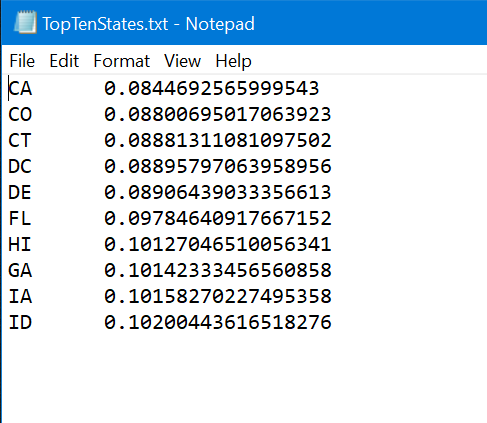 TopTenStates.txt - Notepad
File Edit Format View Help
CA 0.0844692565999543
CO 0.08800695017063923
CT 0.08881311081097502
DC 0.08895797063958956
DE 0.08906439033356613
FL 0.09784640917667152
HI 0.10127046510056341
GA 0.10142333456560858
IA 0.10158270227495358
ID 0.10200443616518276